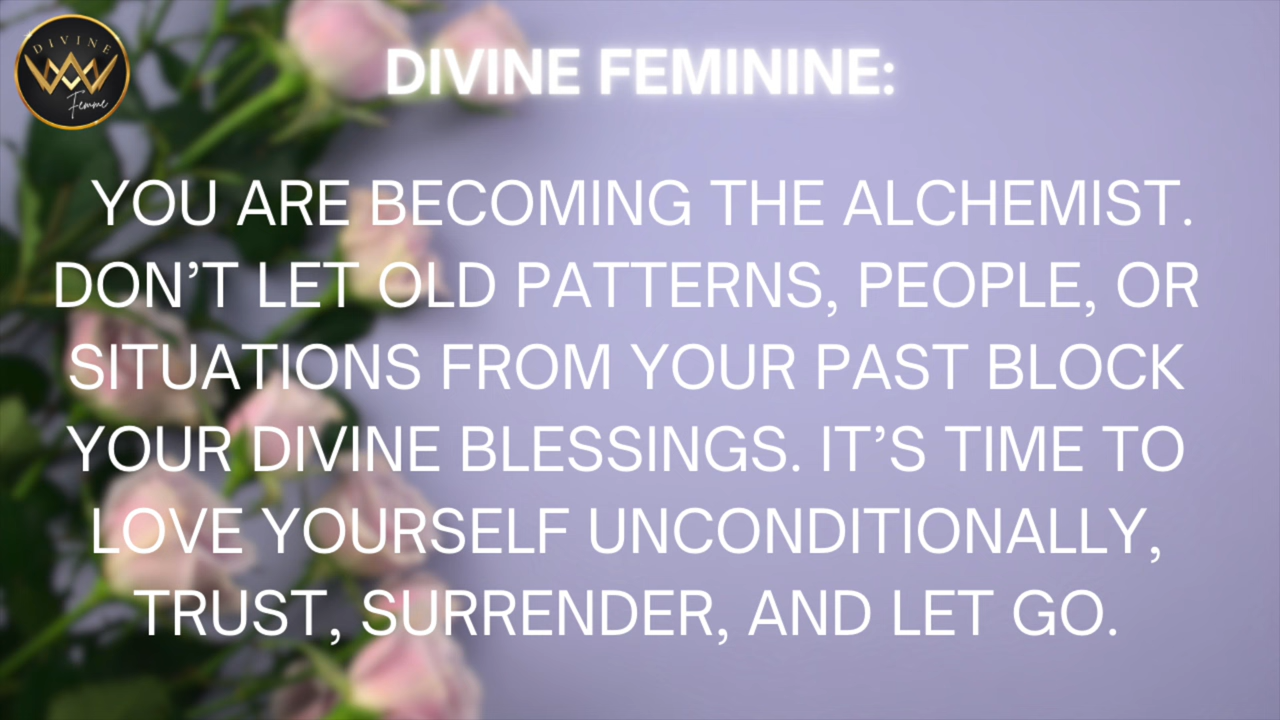 DIVINE
Femme
DIVINE FEMININE:
YOU ARE BECOMING THE ALCHEMIST.
DON’T LET OLD PATTERNS, PEOPLE, OR
SITUATIONS FROM YOUR PAST BLOCK
YOUR DIVINE BLESSINGS. IT’S TIME TO
LOVE YOURSELF UNCONDITIONALLY,
TRUST, SURRENDER, AND LET GO.